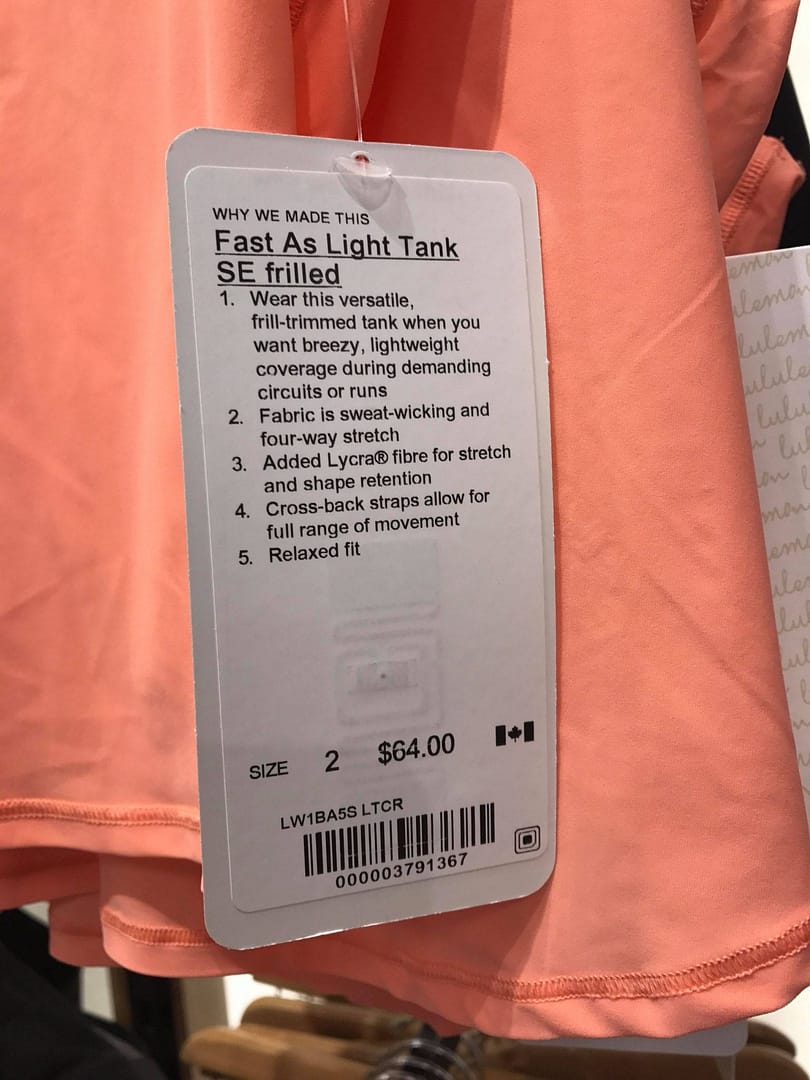 WHY WE MADE THIS
Fast As Light Tank
SE frilled
1. Wear this versatile,
frill-trimmed tank when you
want breezy, lightweight
coverage during demanding
circuits or runs
2. Fabric is sweat-wicking and
four-way stretch
3. Added Lycra® fibre for stretch
and shape retention
4. Cross-back straps allow for
full range of movement
5. Relaxed fit
SIZE 2 $64.00
LW1BA5S LTCR
000003791367